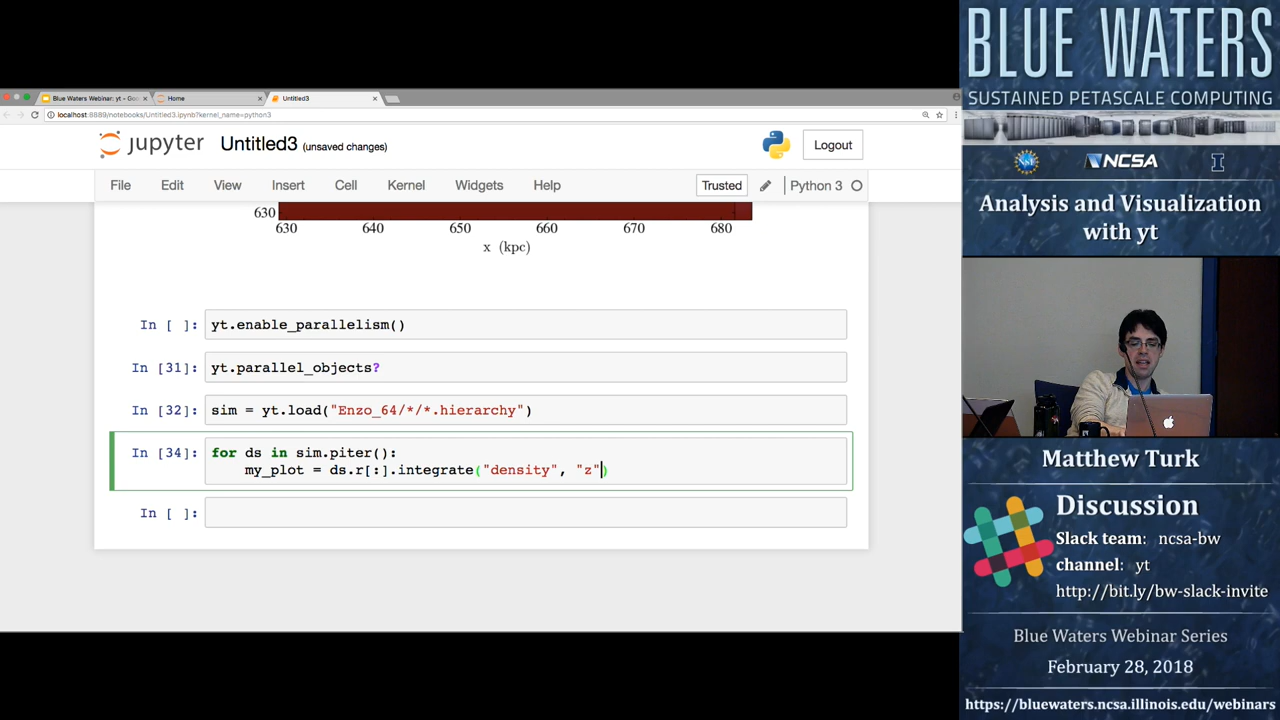 Blue Waters Webinar: yt - Goo
Home
Untitled3
localhost:8889/notebooks/Untitled3.ipynb?kernel_name=python3
jupyter Untitled3 (unsaved changes)
Logout
File Edit View Insert Cell Kernel Widgets Help
Trusted
Python 3
630
630 640 650 660 670 680
x (kpc)
In [ ]: yt.enable_parallelism()
In [31]: yt.parallel_objects?
In [32]: sim = yt.load("Enzo_64/*/*.hierarchy")
In [34]: for ds in sim.piter():
my_plot = ds.r[:].integrate("density", "z")
In [ ]:
BLUE WATERS
SUSTAINED PETASCALE COMPUTING
NSF
NCSA
I
Analysis and Visualization
with yt
Matthew Turk
Discussion
Slack team: ncsa-bw
channel: yt
http://bit.ly/bw-slack-invite
Blue Waters Webinar Series
February 28, 2018
https://bluewaters.ncsa.illinois.edu/webinars